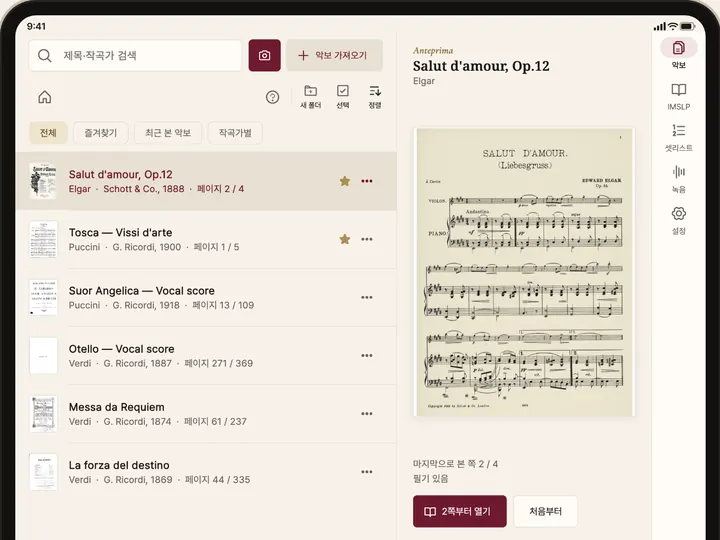 9:41
제목·작곡가 검색
악보 가져오기
새 폴더
선택
정렬
전체
즐겨찾기
최근 본 악보
작곡가별
Salut d'amour, Op.12
Elgar · Schott & Co., 1888 · 페이지 2 / 4
Tosca — Vissi d'arte
Puccini · G. Ricordi, 1900 · 페이지 1 / 5
Suor Angelica — Vocal score
Puccini · G. Ricordi, 1918 · 페이지 13 / 109
Otello — Vocal score
Verdi · G. Ricordi, 1887 · 페이지 271 / 369
Messa da Requiem
Verdi · G. Ricordi, 1874 · 페이지 61 / 237
La forza del destino
Verdi · G. Ricordi, 1869 · 페이지 44 / 335
Anteprima
Salut d'amour, Op.12
Elgar
SALUT D'AMOUR.
(Liebesgruss.)
EDWARD ELGAR
VIOLON.
Andantino
PIANO
마지막으로 본 쪽 2 / 4
필기 있음
2쪽부터 열기
처음부터
악보
IMSLP
셋리스트
녹음
설정